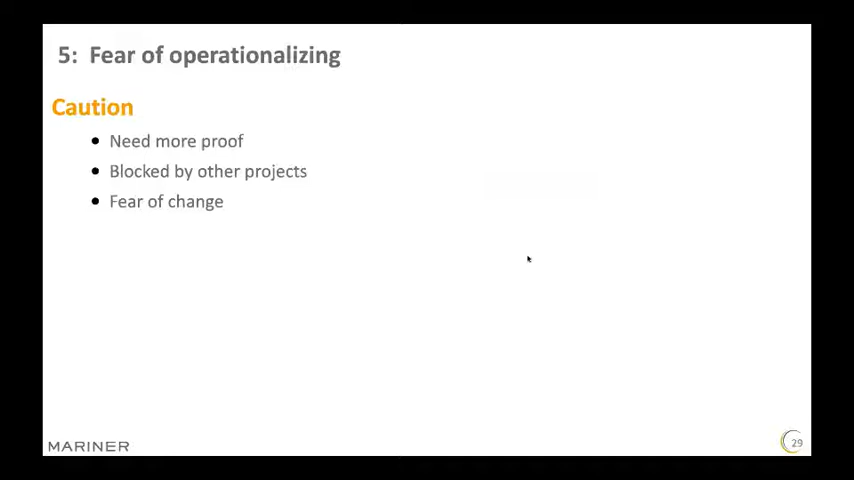 5: Fear of operationalizing
Caution
• Need more proof
• Blocked by other projects
• Fear of change
MARINER
29